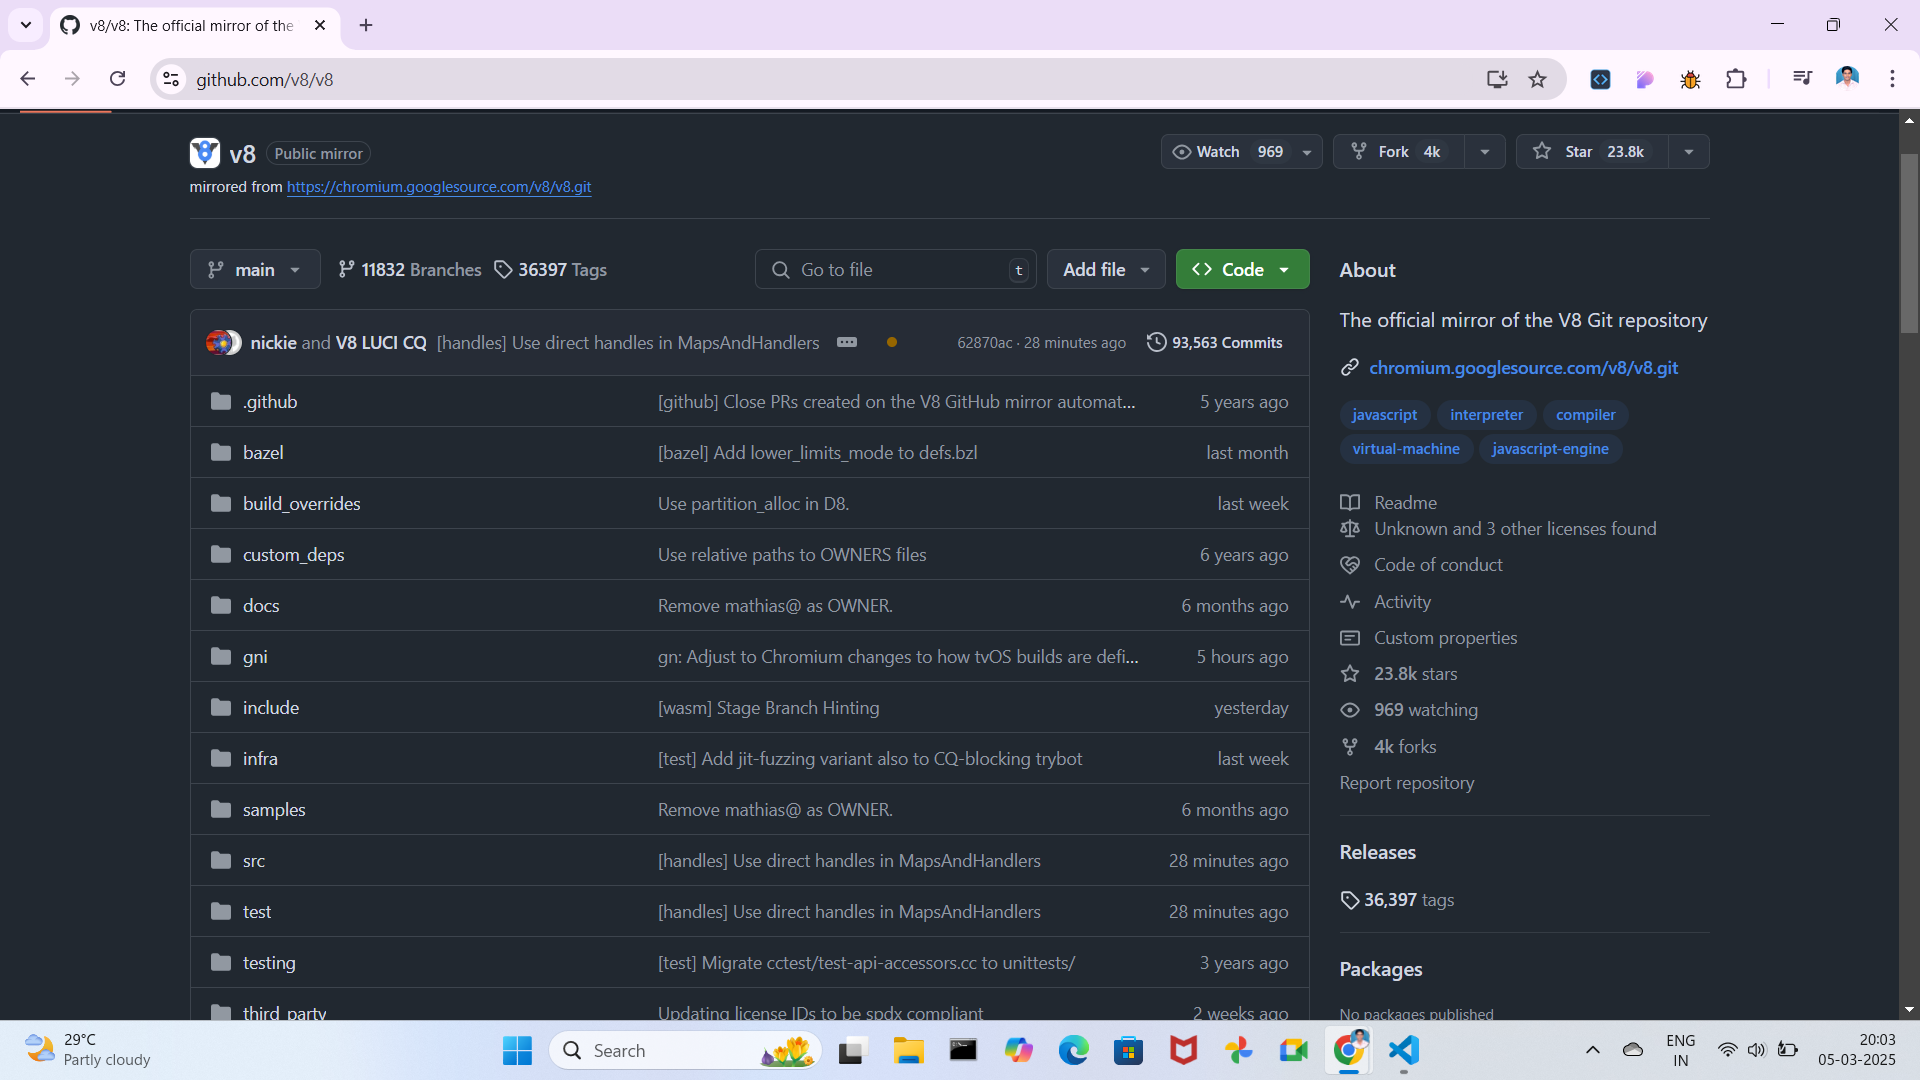 v8/v8: The official mirror of the
github.com/v8/v8
v8 Public mirror
Watch 969 Fork 4k Star 23.8k
mirrored from https://chromium.googlesource.com/v8/v8.git
main 11832 Branches 36397 Tags Go to file t Add file Code
nickie and V8 LUCI CQ [handles] Use direct handles in MapsAndHandlers 62870ac · 28 minutes ago 93,563 Commits
.github [github] Close PRs created on the V8 GitHub mirror automat... 5 years ago
bazel [bazel] Add lower_limits_mode to defs.bzl last month
build_overrides Use partition_alloc in D8. last week
custom_deps Use relative paths to OWNERS files 6 years ago
docs Remove mathias@ as OWNER. 6 months ago
gni gn: Adjust to Chromium changes to how tvOS builds are defi... 5 hours ago
include [wasm] Stage Branch Hinting yesterday
infra [test] Add jit-fuzzing variant also to CQ-blocking trybot last week
samples Remove mathias@ as OWNER. 6 months ago
src [handles] Use direct handles in MapsAndHandlers 28 minutes ago
test [handles] Use direct handles in MapsAndHandlers 28 minutes ago
testing [test] Migrate cctest/test-api-accessors.cc to unittests/ 3 years ago
third_party Updating license IDs to be spdx compliant 2 weeks ago
About
The official mirror of the V8 Git repository
chromium.googlesource.com/v8/v8.git
javascript interpreter compiler
virtual-machine javascript-engine
Readme
Unknown and 3 other licenses found
Code of conduct
Activity
Custom properties
23.8k stars
969 watching
4k forks
Report repository
Releases
36,397 tags
Packages
No packages published
29°C
Partly cloudy
Search
ENG
IN
20:03
05-03-2025